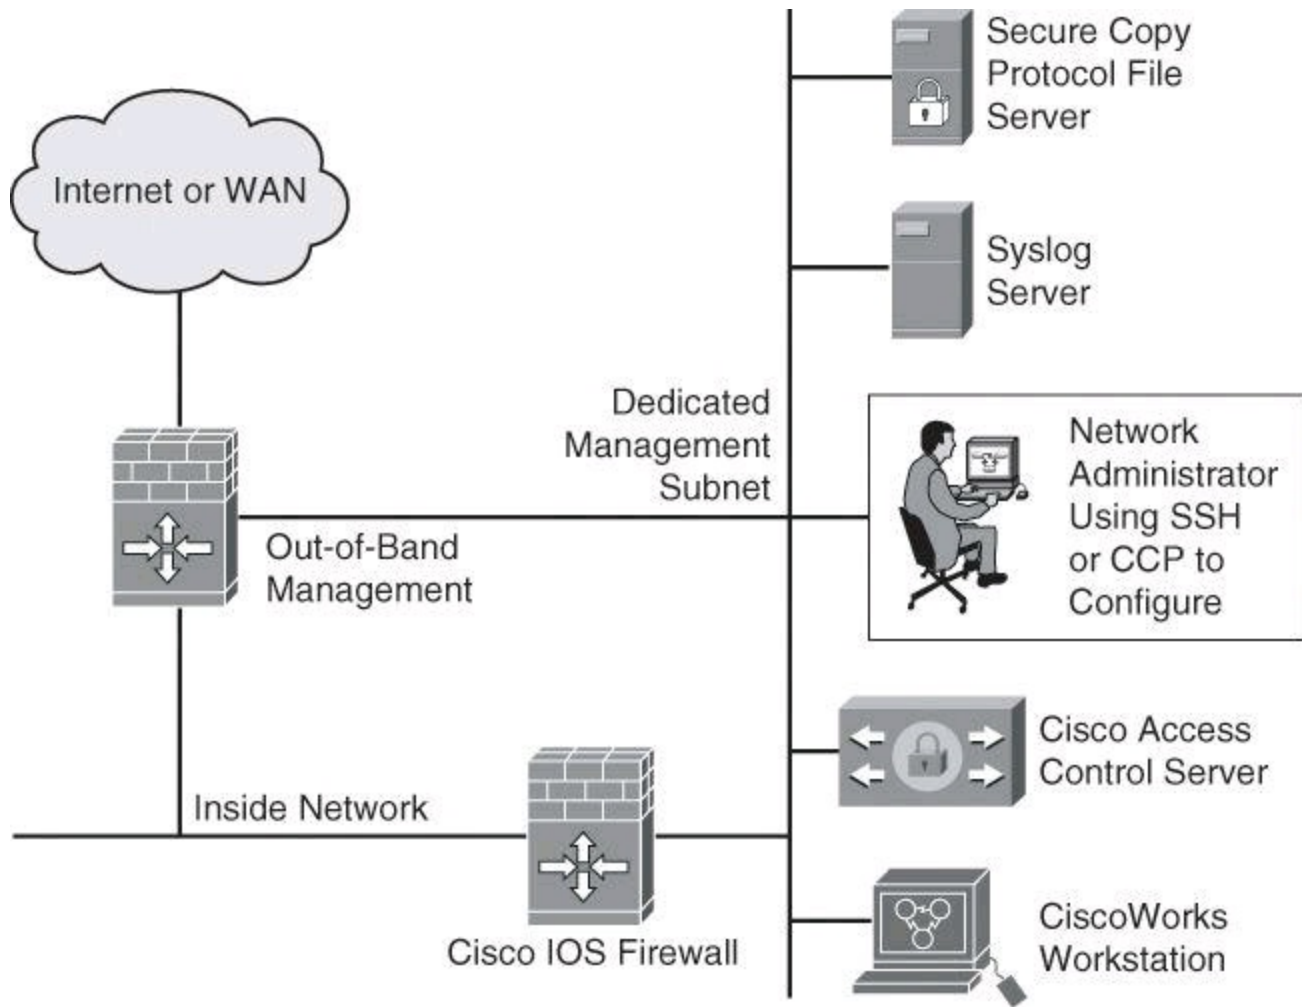 Secure Copy
Protocol File
Server
Internet or WAN
Syslog
Server
Dedicated
Management
Subnet
Network
Administrator
Using SSH
or CCP to
Configure
Out-of-Band
Management
Cisco Access
Control Server
Inside Network
CiscoWorks
Workstation
Cisco IOS Firewall